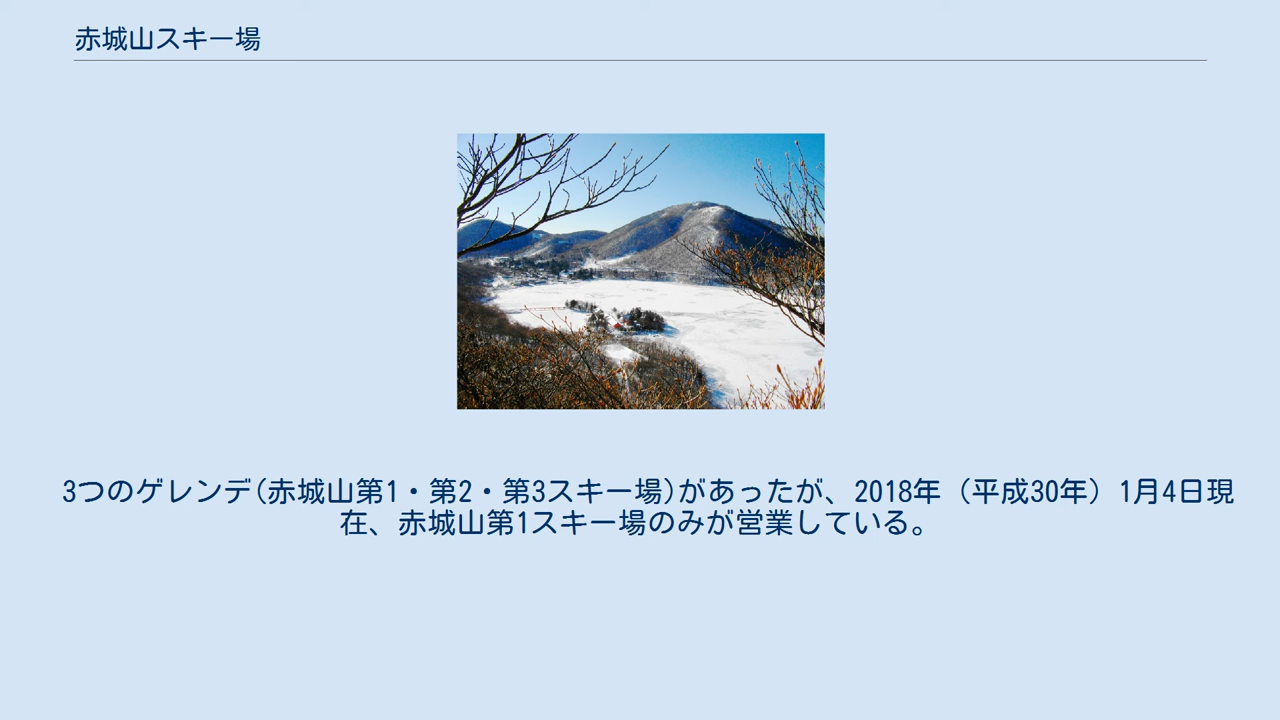 赤城山スキー場
3つのゲレンデ(赤城山第1・第2・第3スキー場)があったが、2018年（平成30年）1月4日現
在、赤城山第1スキー場のみが営業している。